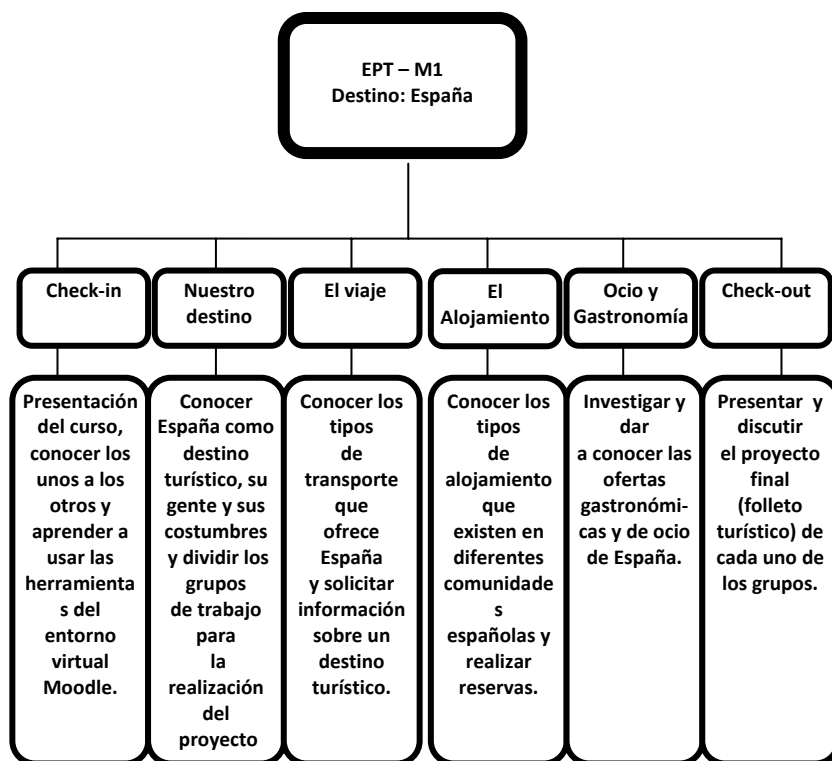 EPT – M1
Destino: España
Check-in
Nuestro
destino
El viaje
El
Alojamiento
Ocio y
Gastronomía
Check-out
Presentación
del curso,
conocer los
unos a los
otros y
aprender a
usar las
herramienta
s del
entorno
virtual
Moodle.
Conocer
España como
destino
turístico, su
gente y sus
costumbres
y dividir los
grupos
de trabajo
para
la
realización
del
proyecto
Conocer los
tipos
de
transporte
que
ofrece
España
y solicitar
información
sobre un
destino
turístico.
Conocer los
tipos
de
alojamiento
que
existen en
diferentes
comunidade
s
españolas y
realizar
reservas.
Investigar y
dar
a conocer las
ofertas
gastronómi-
cas y de ocio
de España.
Presentar y
discutir
el proyecto
final
(folleto
turístico) de
cada uno de
los grupos.